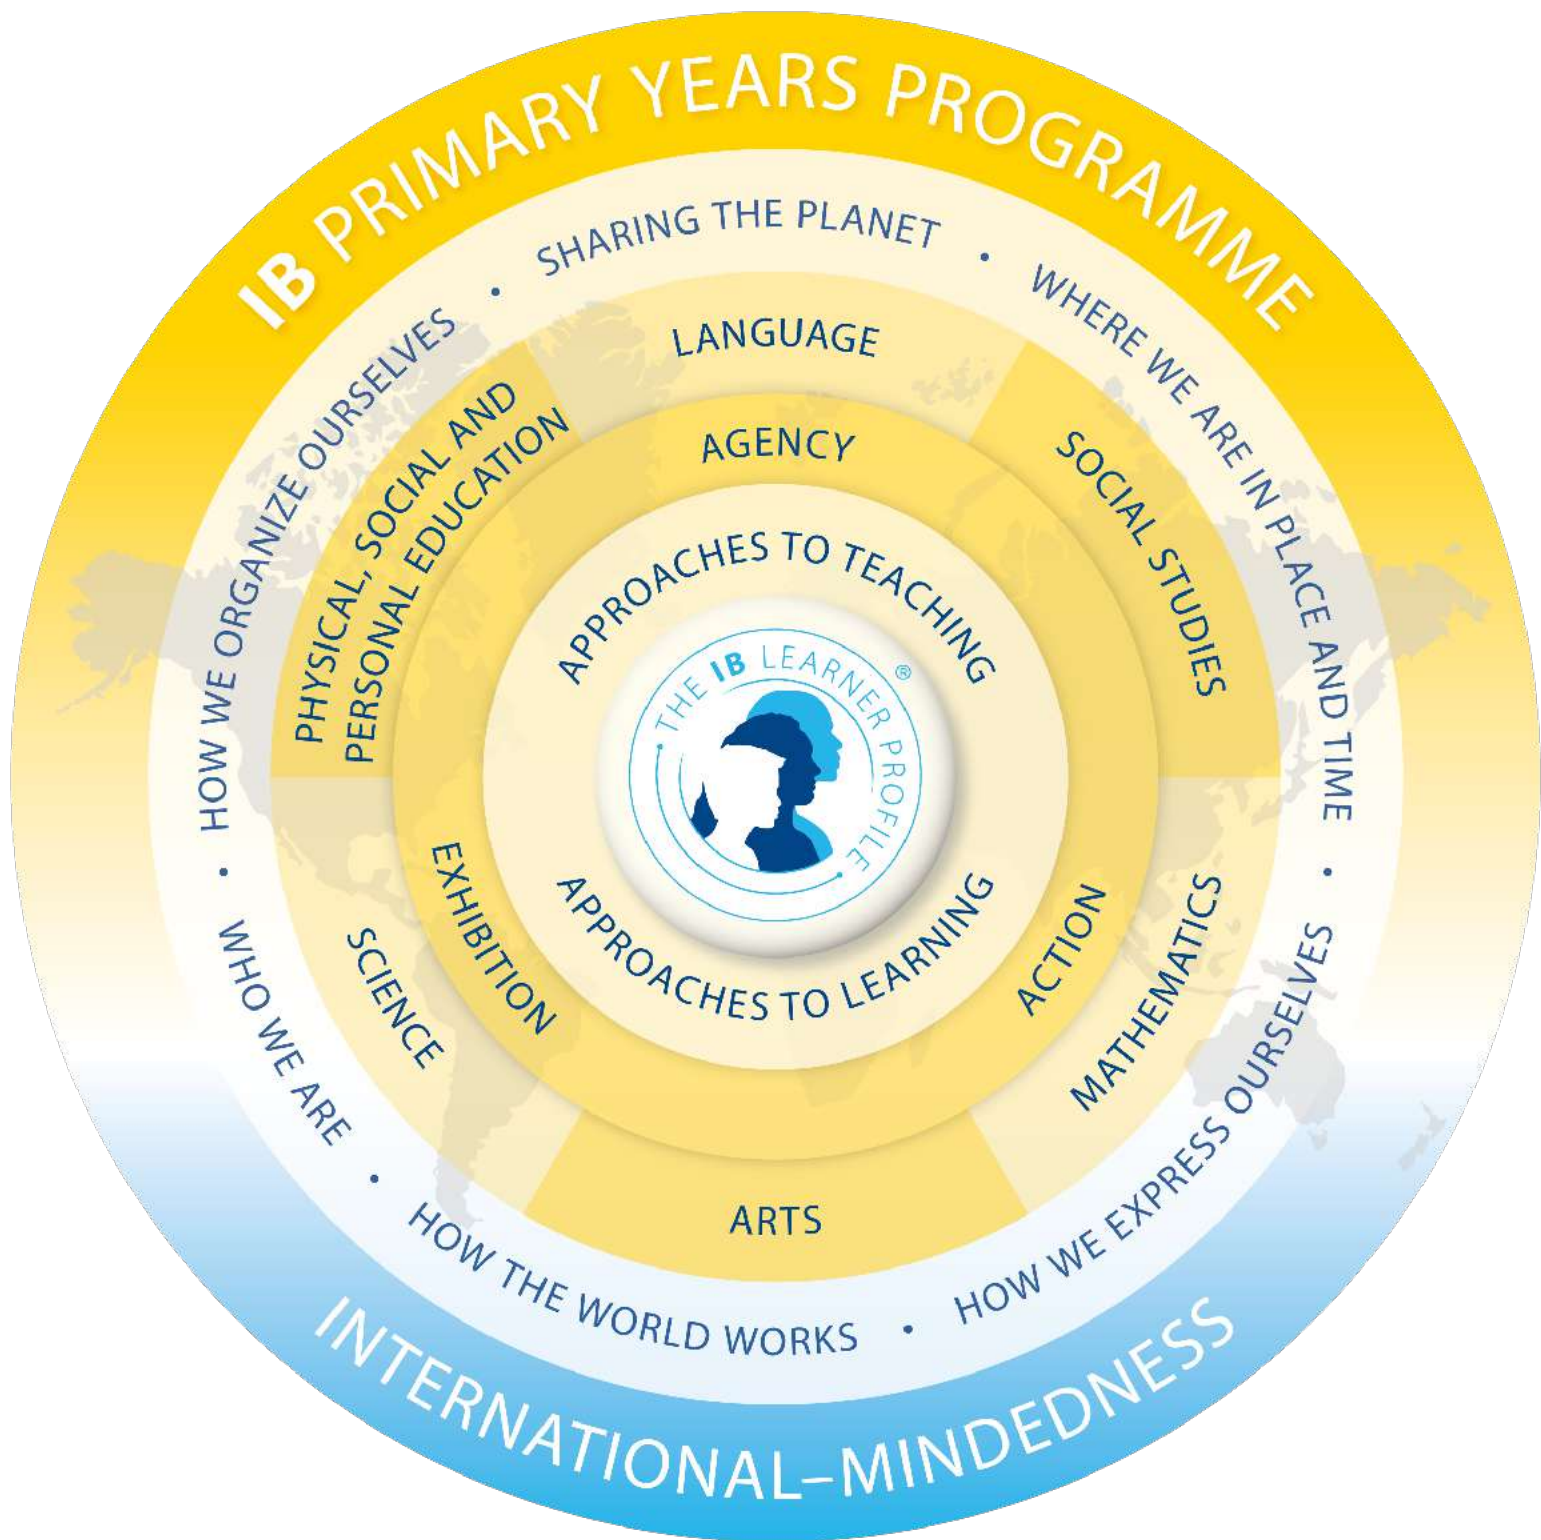 IB PRIMARY YEARS PROGRAMME
SHARING THE PLANET
•
WHERE WE ARE IN PLACE AND TIME
•
HOW WE EXPRESS OURSELVES
•
HOW THE WORLD WORKS
•
WHO WE ARE
•
HOW WE ORGANIZE OURSELVES
•
LANGUAGE
SOCIAL STUDIES
MATHEMATICS
ARTS
SCIENCE
PHYSICAL, SOCIAL AND
PERSONAL EDUCATION
AGENCY
ACTION
EXHIBITION
APPROACHES TO TEACHING
THE IB LEARNER PROFILE®
APPROACHES TO LEARNING
INTERNATIONAL–MINDEDNESS